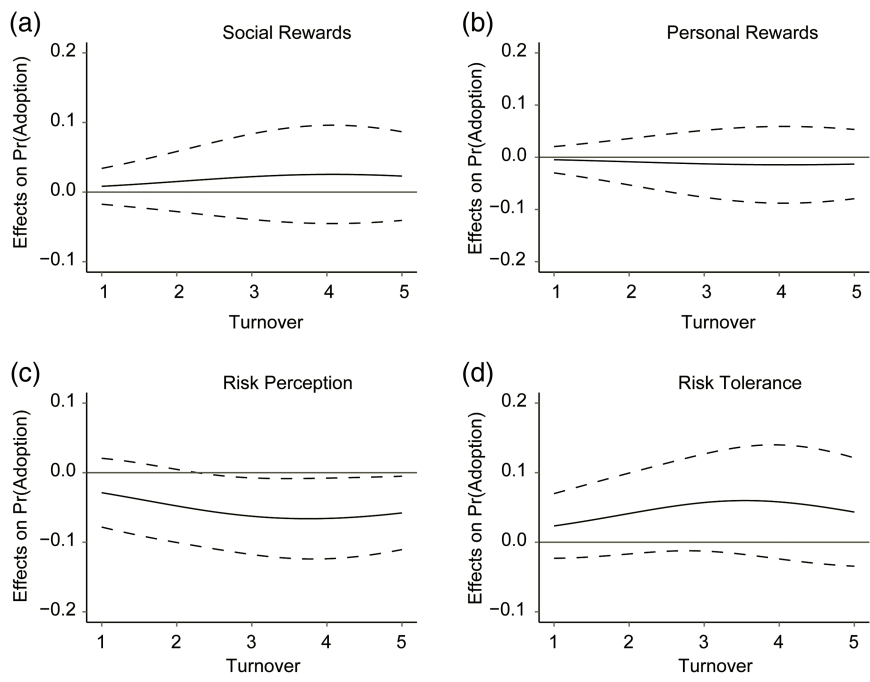 (a)
Social Rewards
Effects on Pr(Adoption)
0.2
0.1
0.0
−0.1
1 2 3 4 5
Turnover
(b)
Personal Rewards
Effects on Pr(Adoption)
0.2
0.1
0.0
−0.1
−0.2
1 2 3 4 5
Turnover
(c)
Risk Perception
Effects on Pr(Adoption)
0.1
0.0
−0.1
−0.2
1 2 3 4 5
Turnover
(d)
Risk Tolerance
Effects on Pr(Adoption)
0.2
0.1
0.0
−0.1
1 2 3 4 5
Turnover